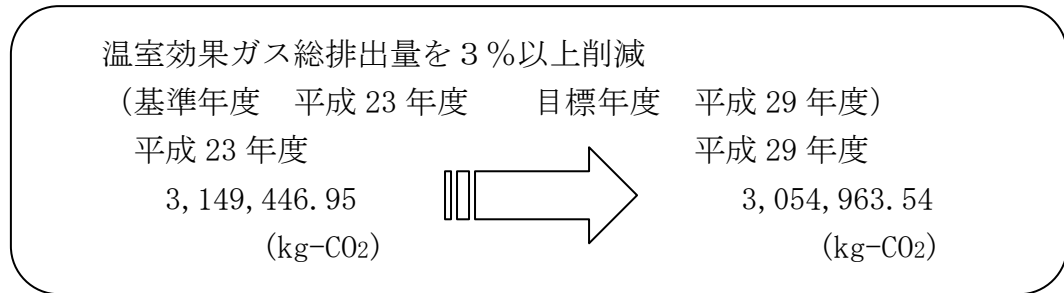 温室効果ガス総排出量を３％以上削減
（基準年度　平成 23 年度　　目標年度　平成 29 年度）
平成 23 年度　　平成 29 年度
3,149,446.95　　3,054,963.54
(kg-CO₂)　　(kg-CO₂)